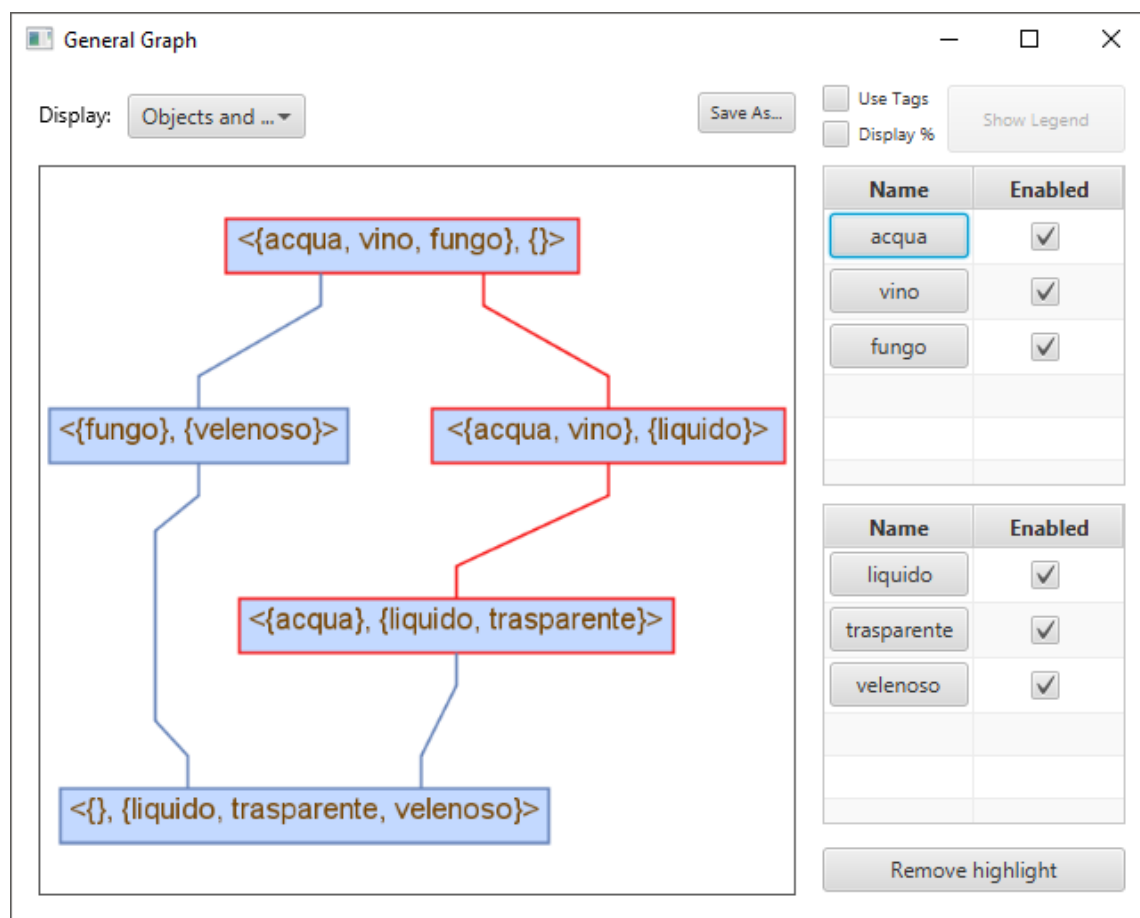 General Graph
Display:
Objects and ...
Save As...
Use Tags
Display %
Show Legend
<{acqua, vino, fungo}, {}>
<{fungo}, {velenoso}>
<{acqua, vino}, {liquido}>
<{acqua}, {liquido, trasparente}>
<{}, {liquido, trasparente, velenoso}>
Name Enabled
acqua
vino
fungo
Name Enabled
liquido
trasparente
velenoso
Remove highlight